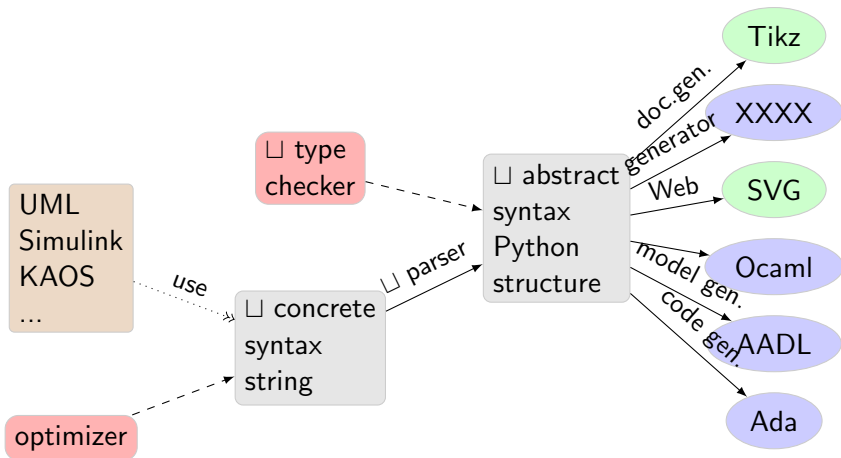 Tikz
doc.gen.
XXXX
generator
⊔ type
checker
⊔ abstract
syntax
Python
structure
Web
SVG
UML
Simulink
KAOS
...
use
⊔ parser
Ocaml
model gen.
⊔ concrete
syntax
string
code gen.
AADL
optimizer
Ada